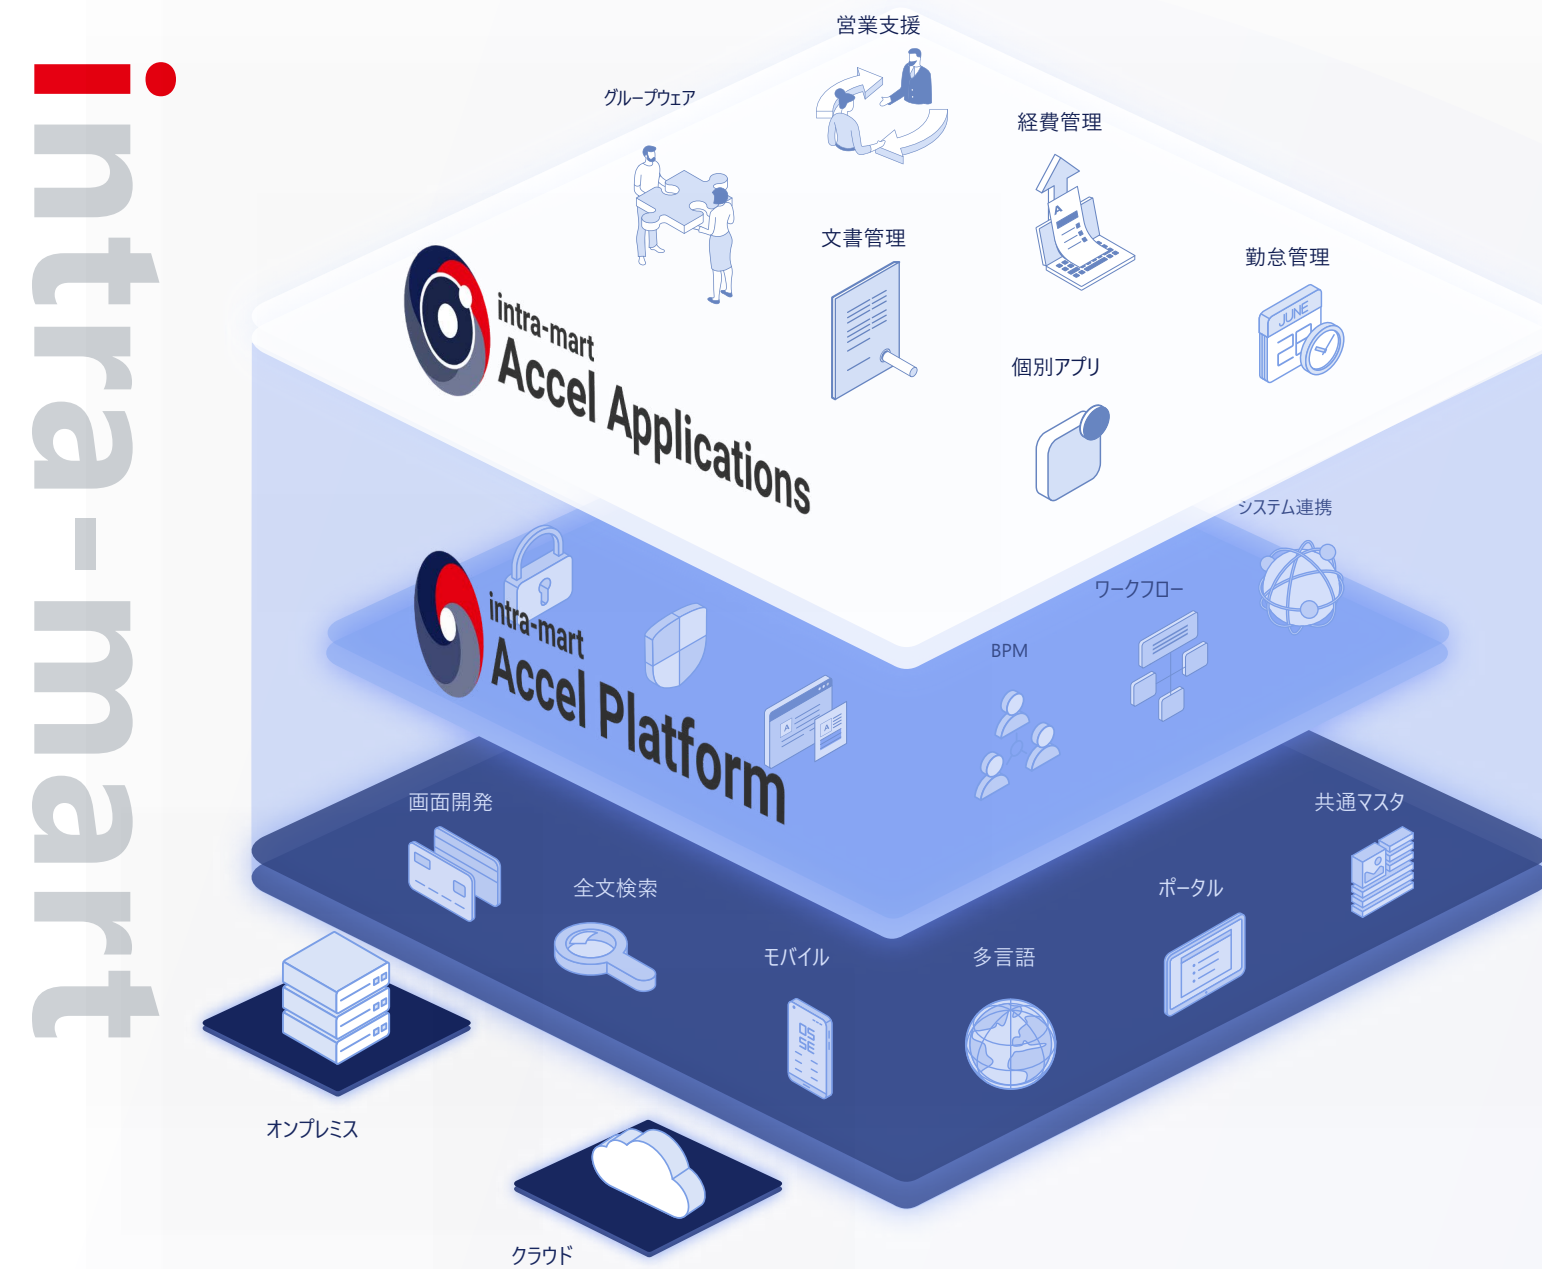 intra-mart
営業支援
グループウェア
経費管理
文書管理
勤怠管理
JUNE
個別アプリ
intra-mart
Accel Applications
システム連携
ワークフロー
BPM
intra-mart
Accel Platform
画面開発
共通マスタ
全文検索
ポータル
モバイル
多言語
オンプレミス
クラウド